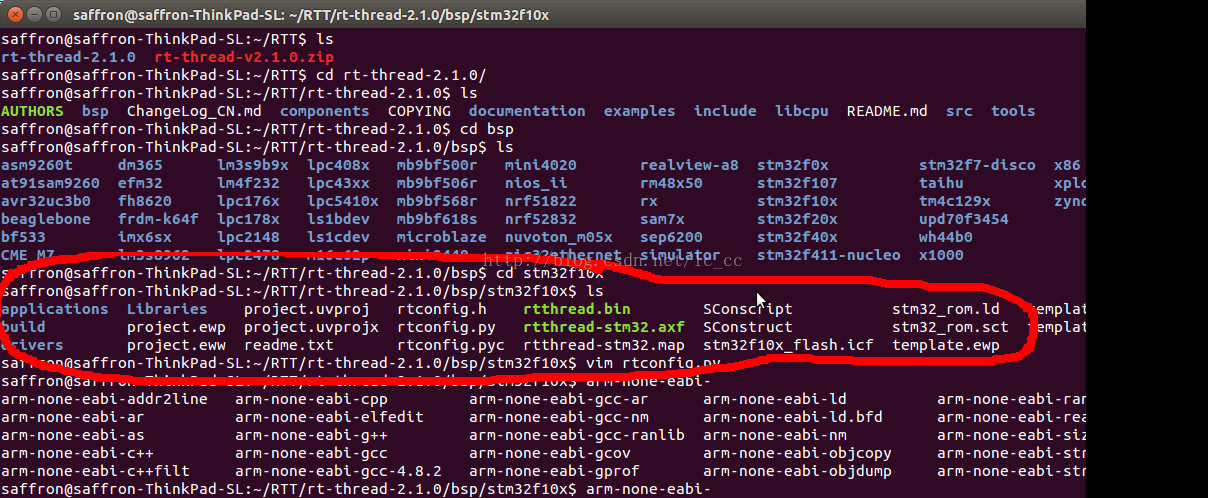 saffron@saffron-ThinkPad-SL: ~/RTT/rt-thread-2.1.0/bsp/stm32f10x
saffron@saffron-ThinkPad-SL:~/RTT$ ls
rt-thread-2.1.0  rt-thread-v2.1.0.zip
saffron@saffron-ThinkPad-SL:~/RTT$ cd rt-thread-2.1.0/
saffron@saffron-ThinkPad-SL:~/RTT/rt-thread-2.1.0$ ls
AUTHORS  bsp  ChangeLog_CN.md  components  COPYING  documentation  examples  include  libcpu  README.md  src  tools
saffron@saffron-ThinkPad-SL:~/RTT/rt-thread-2.1.0$ cd bsp
saffron@saffron-ThinkPad-SL:~/RTT/rt-thread-2.1.0/bsp$ ls
asm9260t  dm365  lm3s9b9x  lpc408x  mb9bf500r  mini4020  realview-a8  stm32f0x  stm32f7-disco  x86
at91sam9260  efm32  lm4f232  lpc43xx  mb9bf506r  nios_ii  rm48x50  stm32f107  taihu  xplo
avr32uc3b0  fh8620  lpc176x  lpc5410x  mb9bf568r  nrf51822  rx  stm32f10x  tm4c129x  zync
beaglebone  frdm-k64f  lpc178x  ls1bdev  mb9bf618s  nrf52832  sam7x  stm32f20x  upd70f3454
bf533  imx6sx  lpc2148  ls1cdev  microblaze  nuvoton_m05x  sep6200  stm32f40x  wh44b0
CME_M7  lm3s8962  lpc2478  m16c62p  mini2440  pic32ethernet  simulator  stm32f411-nucleo  x1000
http://blog.csdn.net/lc_cc
saffron@saffron-ThinkPad-SL:~/RTT/rt-thread-2.1.0/bsp$ cd stm32f10x
saffron@saffron-ThinkPad-SL:~/RTT/rt-thread-2.1.0/bsp/stm32f10x$ ls
applications  Libraries  project.uvproj  rtconfig.h  rtthread.bin  SConscript  stm32_rom.ld  templat
build  project.ewp  project.uvprojx  rtconfig.py  rtthread-stm32.axf  SConstruct  stm32_rom.sct  templat
drivers  project.eww  readme.txt  rtconfig.pyc  rtthread-stm32.map  stm32f10x_flash.icf  template.ewp
saffron@saffron-ThinkPad-SL:~/RTT/rt-thread-2.1.0/bsp/stm32f10x$ vim rtconfig.py
saffron@saffron-ThinkPad-SL:~/RTT/rt-thread-2.1.0/bsp/stm32f10x$ arm-none-eabi-
arm-none-eabi-addr2line  arm-none-eabi-cpp  arm-none-eabi-gcc-ar  arm-none-eabi-ld  arm-none-eabi-ran
arm-none-eabi-ar  arm-none-eabi-elfedit  arm-none-eabi-gcc-nm  arm-none-eabi-ld.bfd  arm-none-eabi-rea
arm-none-eabi-as  arm-none-eabi-g++  arm-none-eabi-gcc-ranlib  arm-none-eabi-nm  arm-none-eabi-siz
arm-none-eabi-c++  arm-none-eabi-gcc  arm-none-eabi-gcov  arm-none-eabi-objcopy  arm-none-eabi-str
arm-none-eabi-c++filt  arm-none-eabi-gcc-4.8.2  arm-none-eabi-gprof  arm-none-eabi-objdump  arm-none-eabi-str
saffron@saffron-ThinkPad-SL:~/RTT/rt-thread-2.1.0/bsp/stm32f10x$ arm-none-eabi-